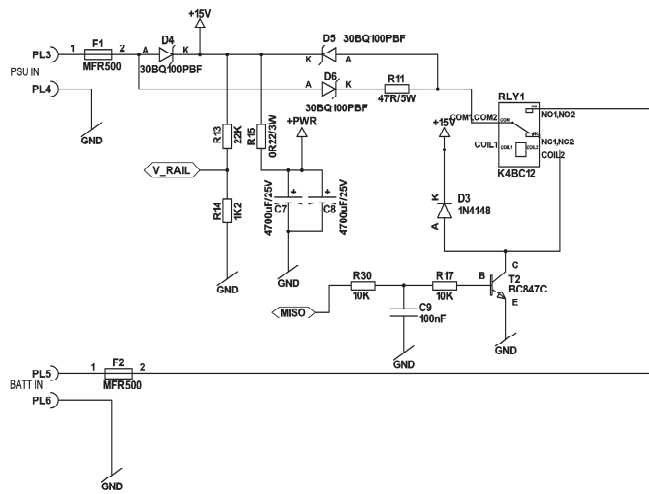 +15V
D4
D5
30BQ100PBF
PL3 1 F1 2 A K
K A
PSU IN MFR500 30BQ100PBF
D6
A K R11
30BQ100PBF 47R/5W
PL4
GND
RLY1
+15V COM1,COM2 COM NO1,NO2
NC1,NC2
COIL1 COIL2
K4BC12
R13 22K
R15 0R22/3W
+PWR
V_RAIL
R14 1K2
4700uF/25V C7 +
+ C8 4700uF/25V
GND
GND
K D3
A 1N4148
C
B T2
BC847C
E
R30 R17
10K 10K
MISO
C9
100nF
GND
GND
PL5 1 F2 2
BATT IN MFR500
PL6
GND